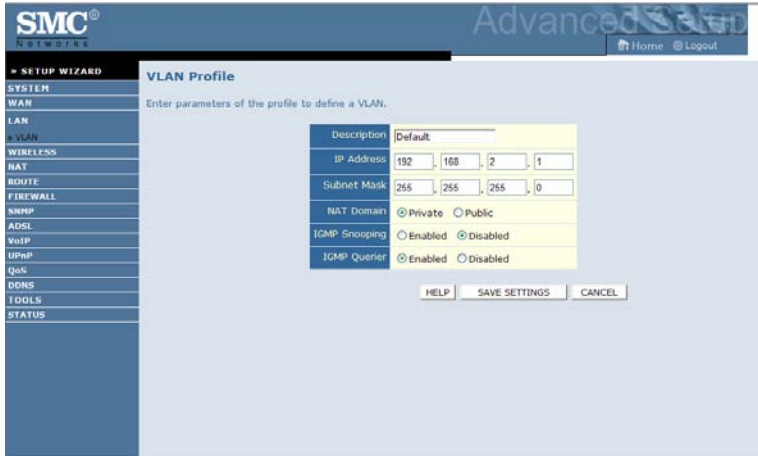 SMC®
Networks
Advanced Setup
Home Logout
» SETUP WIZARD
SYSTEM
WAN
LAN
» VLAN
WIRELESS
NAT
ROUTE
FIREWALL
SNMP
ADSL
VoIP
UPnP
QoS
DDNS
TOOLS
STATUS
VLAN Profile
Enter parameters of the profile to define a VLAN.
Description Default
IP Address 192 . 168 . 2 . 1
Subnet Mask 255 . 255 . 255 . 0
NAT Domain Private Public
IGMP Snooping Enabled Disabled
IGMP Querier Enabled Disabled
HELP SAVE SETTINGS CANCEL